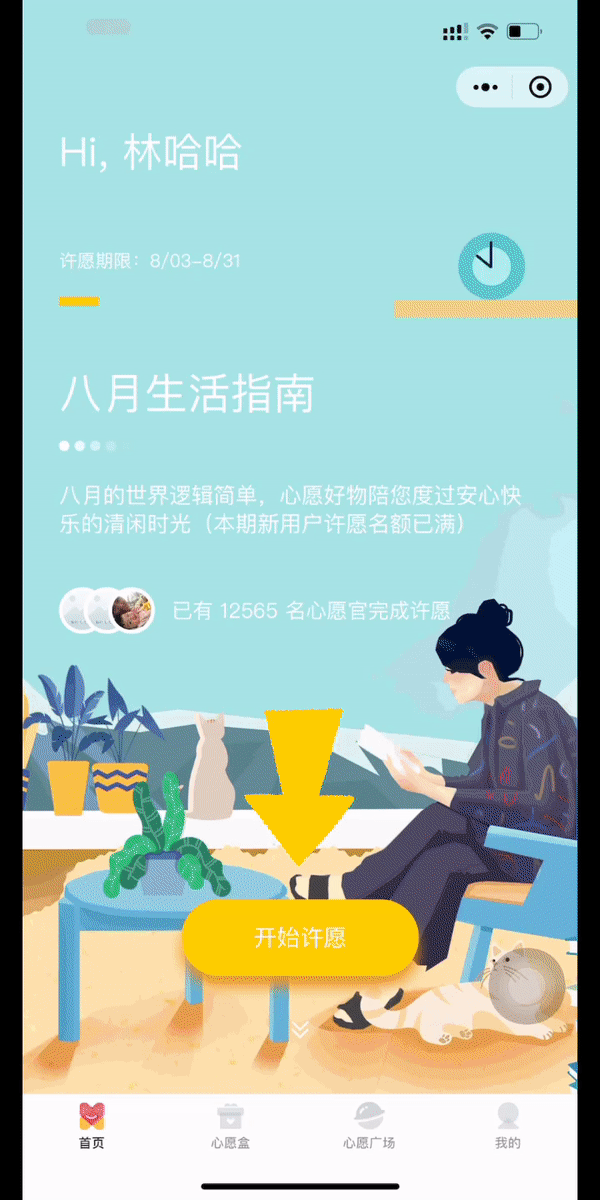 Hi, 林哈哈
许愿期限：8/03-8/31
八月生活指南
八月的世界逻辑简单，心愿好物陪您度过安心快
乐的清闲时光（本期新用户许愿名额已满）
已有 12565 名心愿官完成许愿
开始许愿
首页
心愿盒
心愿广场
我的